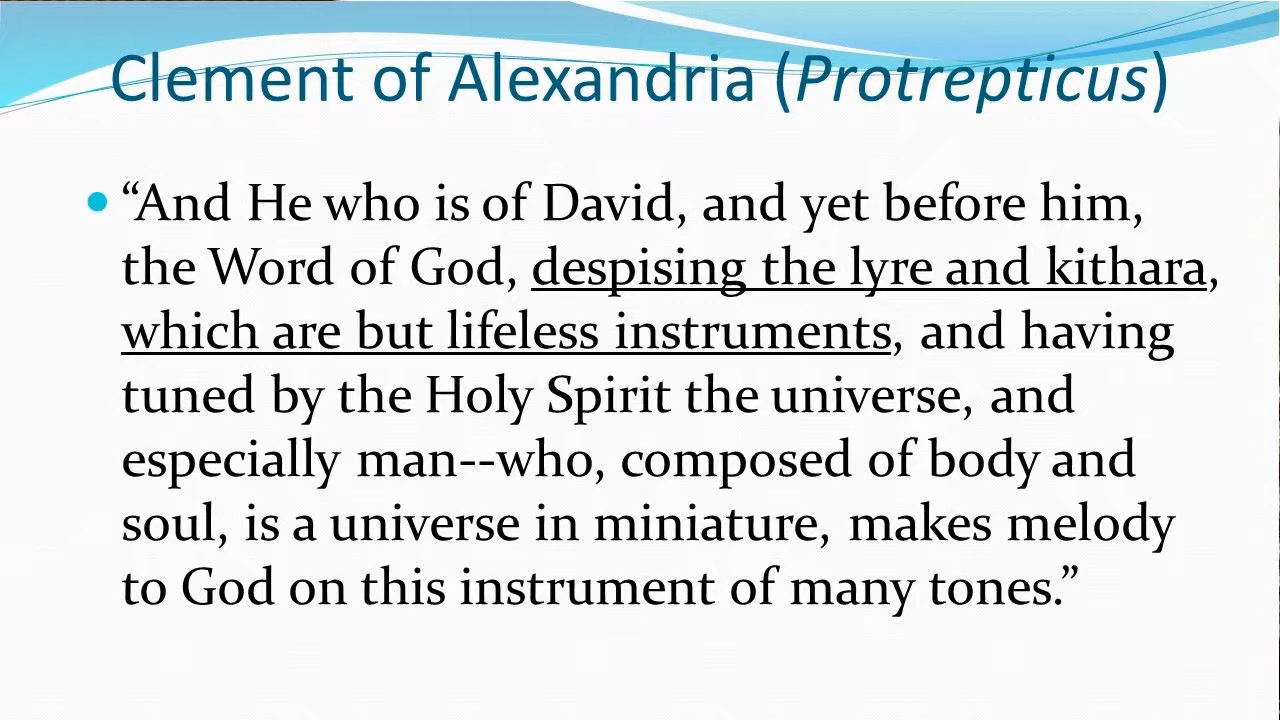 Clement of Alexandria (Protrepticus)
• “And He who is of David, and yet before him,
the Word of God, despising the lyre and kithara,
which are but lifeless instruments, and having
tuned by the Holy Spirit the universe, and
especially man--who, composed of body and
soul, is a universe in miniature, makes melody
to God on this instrument of many tones.”